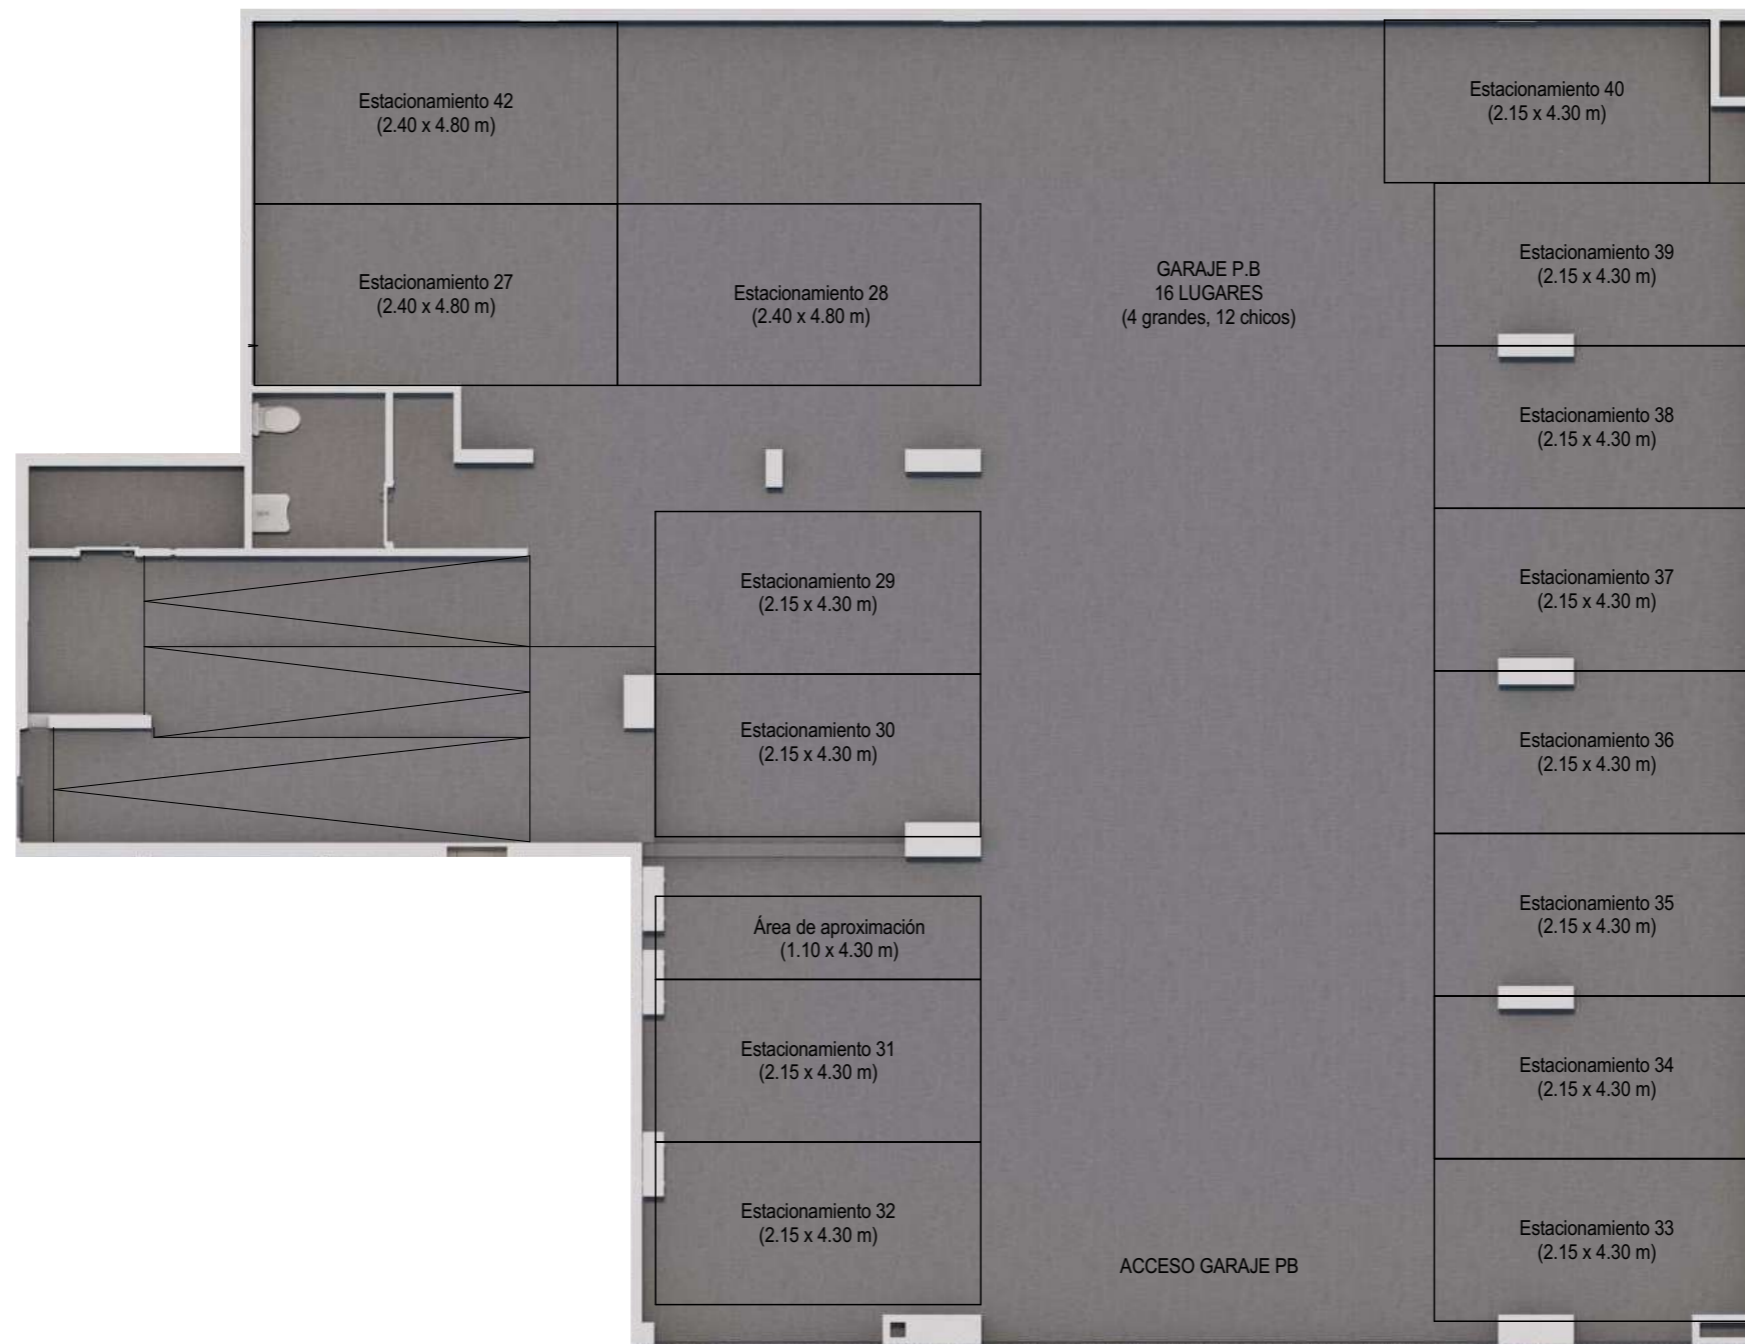 Estacionamiento 42
(2.40 x 4.80 m)
Estacionamiento 40
(2.15 x 4.30 m)
Estacionamiento 27
(2.40 x 4.80 m)
Estacionamiento 28
(2.40 x 4.80 m)
GARAJE P.B
16 LUGARES
(4 grandes, 12 chicos)
Estacionamiento 39
(2.15 x 4.30 m)
Estacionamiento 38
(2.15 x 4.30 m)
Estacionamiento 29
(2.15 x 4.30 m)
Estacionamiento 37
(2.15 x 4.30 m)
Estacionamiento 30
(2.15 x 4.30 m)
Estacionamiento 36
(2.15 x 4.30 m)
Área de aproximación
(1.10 x 4.30 m)
Estacionamiento 35
(2.15 x 4.30 m)
Estacionamiento 31
(2.15 x 4.30 m)
Estacionamiento 34
(2.15 x 4.30 m)
Estacionamiento 32
(2.15 x 4.30 m)
Estacionamiento 33
(2.15 x 4.30 m)
ACCESO GARAJE PB